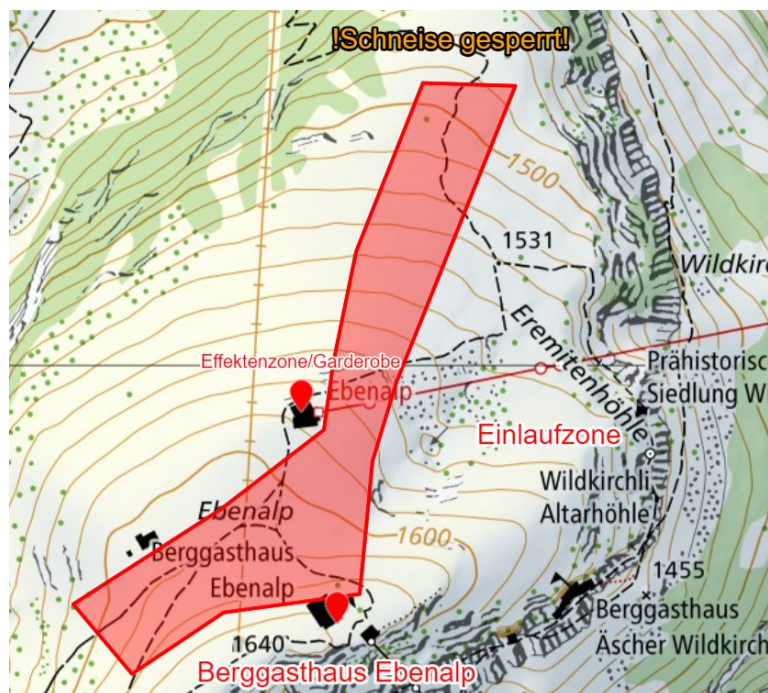 !Schneise gesperrt!
1500
1531
Wildkir
Eremitenhöhle
Effektenzone/Garderobe
Ebenalp
Prähistorisc
Siedlung W
Einlaufzone
Wildkirchli
Altarhöhle
Ebenalp
1600
Berggasthaus
Ebenalp
1455
Berggasthaus
Äscher Wildkirch
1640
Berggasthaus Ebenalp